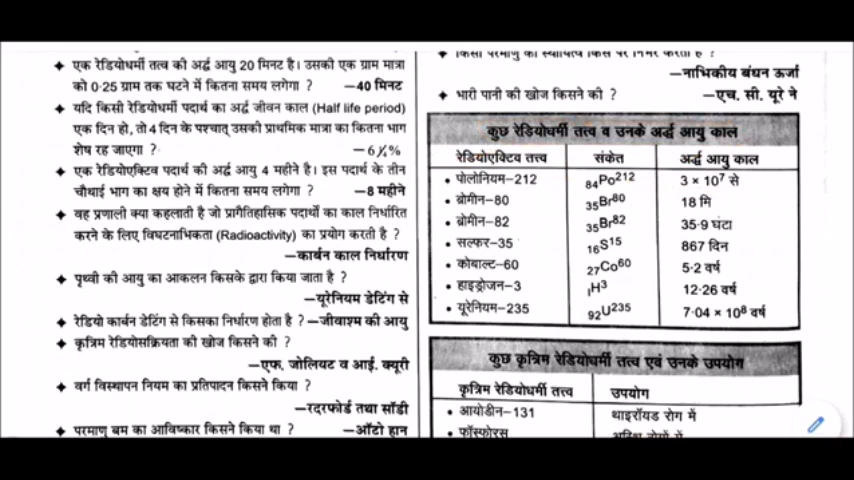 ✦ एक रेडियोधर्मी तत्व की अर्द्ध आयु 20 मिनट है। उसकी एक ग्राम मात्रा
को 0·25 ग्राम तक घटने में कितना समय लगेगा ? —40 मिनट
✦ यदि किसी रेडियोधर्मी पदार्थ का अर्द्ध जीवन काल (Half life period)
एक दिन हो, तो 4 दिन के पश्चात् उसकी प्राथमिक मात्रा का कितना भाग
शेष रह जाएगा ? —6¼%
✦ एक रेडियोएक्टिव पदार्थ की अर्द्ध आयु 4 महीने है। इस पदार्थ के तीन
चौथाई भाग का क्षय होने में कितना समय लगेगा ? —8 महीने
✦ वह प्रणाली क्या कहलाती है जो प्रागैतिहासिक पदार्थों का काल निर्धारित
करने के लिए विघटनाभिकता (Radioactivity) का प्रयोग करती है ?
—कार्बन काल निर्धारण
✦ पृथ्वी की आयु का आकलन किसके द्वारा किया जाता है ?
—यूरेनियम डेटिंग से
✦ रेडियो कार्बन डेटिंग से किसका निर्धारण होता है ? —जीवाश्म की आयु
✦ कृत्रिम रेडियोसक्रियता की खोज किसने की ?
—एफ. जोलियट व आई. क्यूरी
✦ वर्ग विस्थापन नियम का प्रतिपादन किसने किया ?
—रदरफोर्ड तथा सॉडी
✦ परमाणु बम का आविष्कार किसने किया था ? —ऑटो हान
✦ किसी परमाणु का स्थायित्व किस पर निर्भर करता है ?
—नाभिकीय बंधन ऊर्जा
✦ भारी पानी की खोज किसने की ? —एच. सी. यूरे ने
कुछ रेडियोधर्मी तत्त्व व उनके अर्द्ध आयु काल
रेडियोएक्टिव तत्त्व संकेत अर्द्ध आयु काल
• पोलोनियम–212 ₈₄Po²¹² 3 × 10⁷ से
• ब्रोमीन–80 ₃₅Br⁸⁰ 18 मि
• ब्रोमीन–82 ₃₅Br⁸² 35·9 घंटा
• सल्फर–35 ₁₆S¹⁵ 867 दिन
• कोबाल्ट–60 ₂₇Co⁶⁰ 5·2 वर्ष
• हाइड्रोजन–3 ₁H³ 12·26 वर्ष
• यूरेनियम–235 ₉₂U²³⁵ 7·04 × 10⁸ वर्ष
कुछ कृत्रिम रेडियोधर्मी तत्त्व एवं उनके उपयोग
कृत्रिम रेडियोधर्मी तत्त्व उपयोग
• आयोडीन–131 थाइरॉयड रोग में
• फॉस्फोरस अस्थि रोगों में